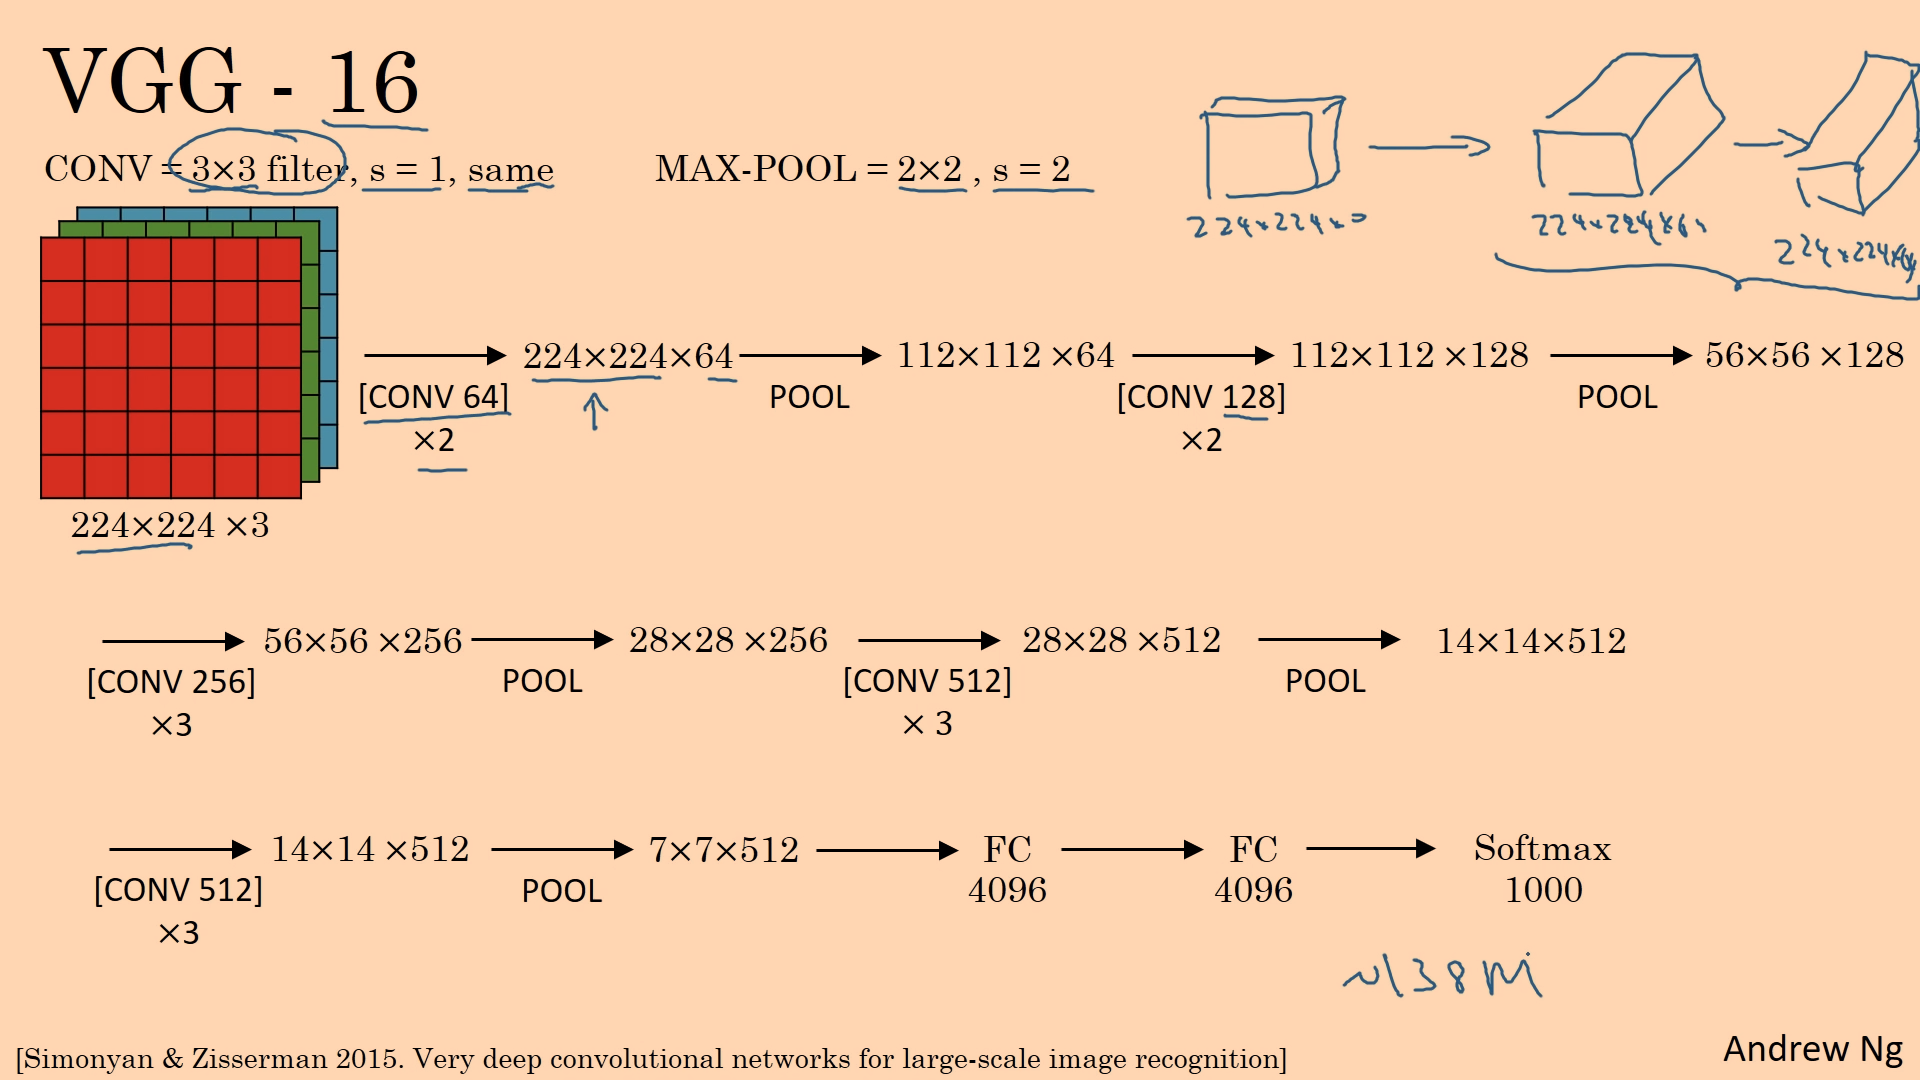 VGG - 16
CONV = 3×3 filter, s = 1, same
MAX-POOL = 2×2 , s = 2
224×224×
224×224×
224×224×64
224×224 ×3
[CONV 64]
×2
224×224×64
POOL
112×112 ×64
[CONV 128]
×2
112×112 ×128
POOL
56×56 ×128
[CONV 256]
×3
56×56 ×256
POOL
28×28 ×256
[CONV 512]
× 3
28×28 ×512
POOL
14×14×512
[CONV 512]
×3
14×14 ×512
POOL
7×7×512
FC
4096
FC
4096
Softmax
1000
~138M
[Simonyan & Zisserman 2015. Very deep convolutional networks for large-scale image recognition]
Andrew Ng